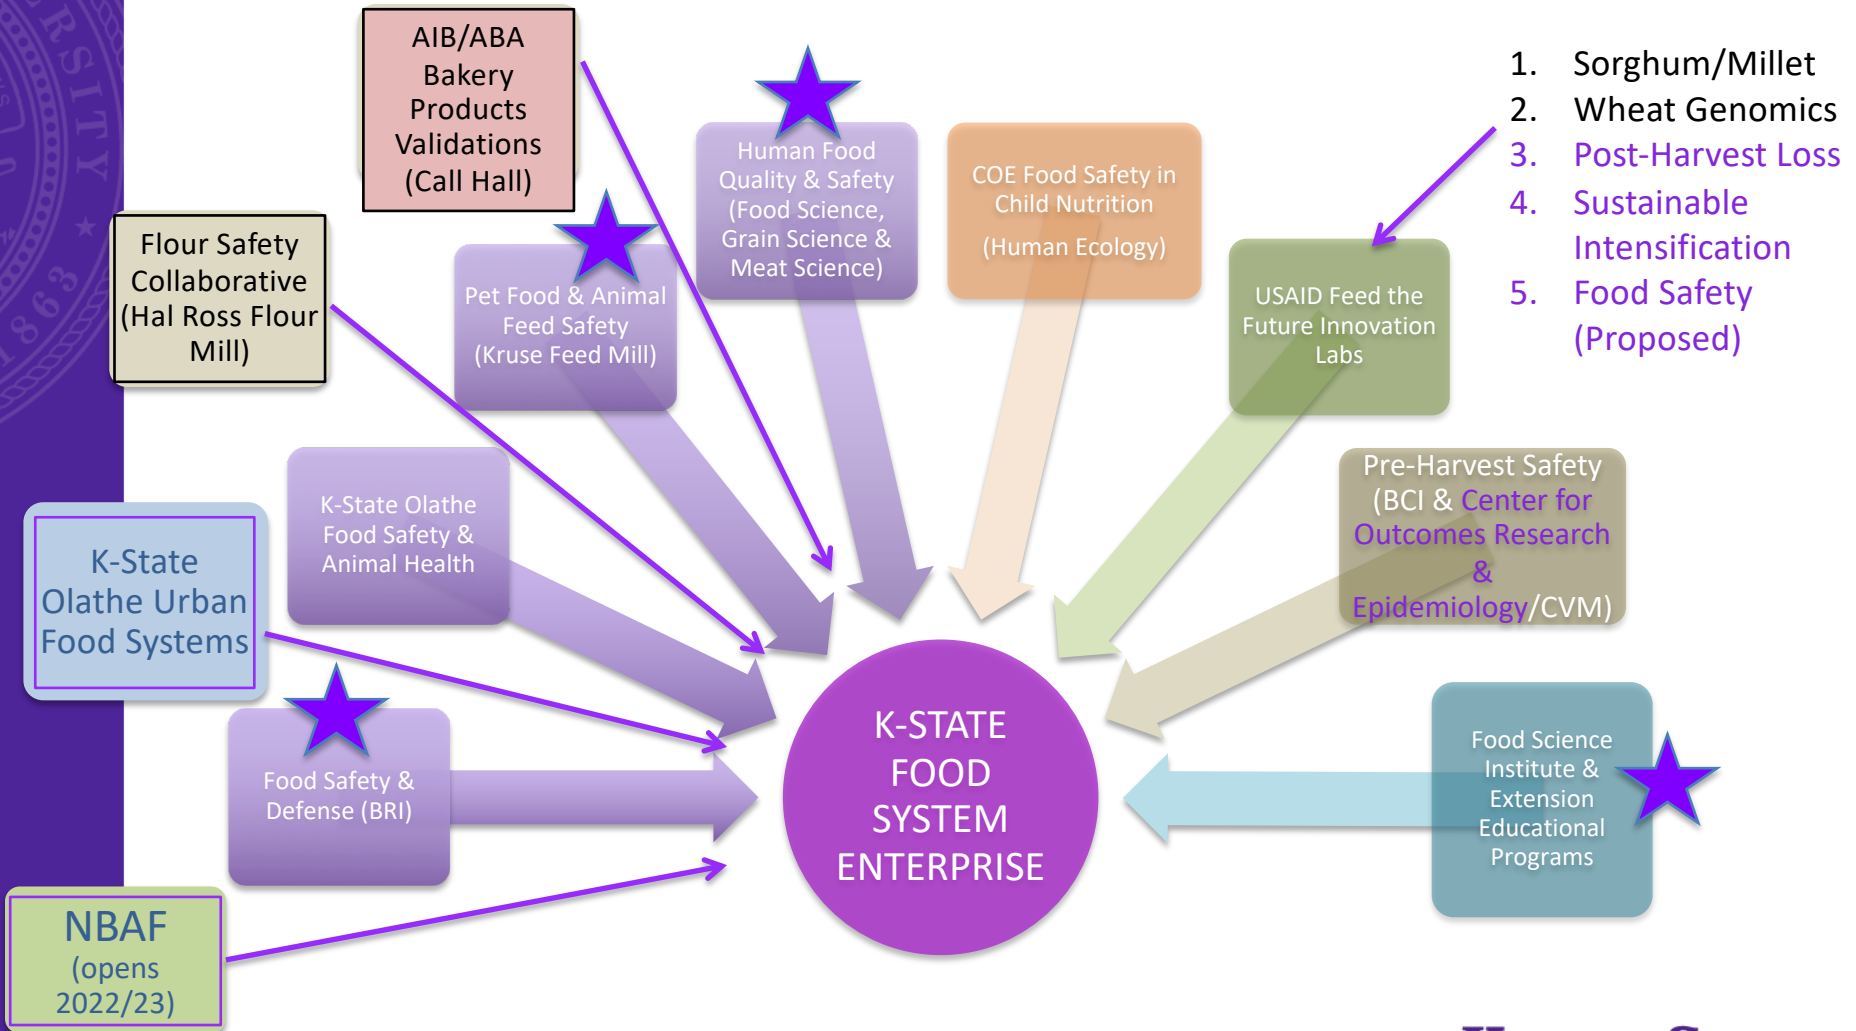 AIB/ABA
Bakery
Products
Validations
(Call Hall)
Human Food
Quality & Safety
(Food Science,
Grain Science &
Meat Science)
COE Food Safety in
Child Nutrition
(Human Ecology)
1. Sorghum/Millet
2. Wheat Genomics
3. Post-Harvest Loss
4. Sustainable
Intensification
5. Food Safety
(Proposed)
Flour Safety
Collaborative
(Hal Ross Flour
Mill)
Pet Food & Animal
Feed Safety
(Kruse Feed Mill)
USAID Feed the
Future Innovation
Labs
K-State Olathe
Food Safety &
Animal Health
Pre-Harvest Safety
(BCI & Center for
Outcomes Research
&
Epidemiology/CVM)
K-State
Olathe Urban
Food Systems
Food Safety &
Defense (BRI)
K-STATE
FOOD
SYSTEM
ENTERPRISE
Food Science
Institute &
Extension
Educational
Programs
NBAF
(opens
2022/23)
ERSITY
1863